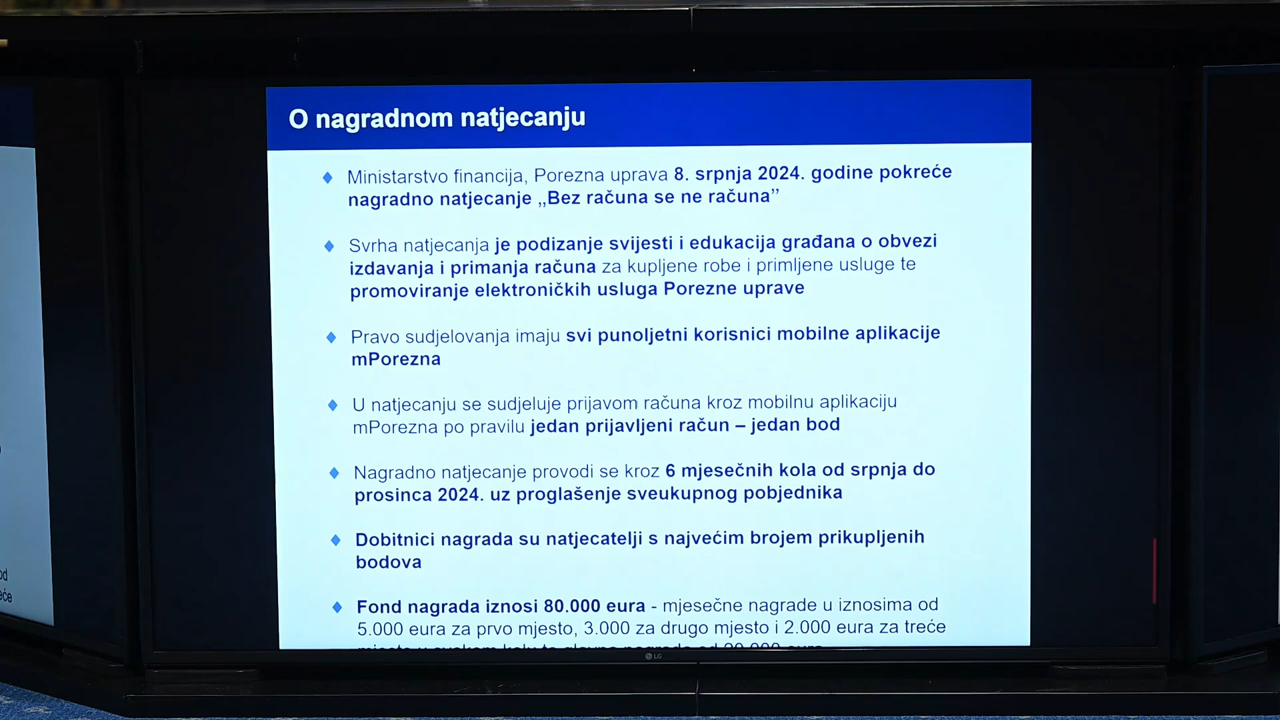 O nagradnom natjecanju
Ministarstvo financija, Porezna uprava 8. srpnja 2024. godine pokreće
nagradno natjecanje „Bez računa se ne računa”
Svrha natjecanja je podizanje svijesti i edukacija građana o obvezi
izdavanja i primanja računa za kupljene robe i primljene usluge te
promoviranje elektroničkih usluga Porezne uprave
Pravo sudjelovanja imaju svi punoljetni korisnici mobilne aplikacije
mPorezna
U natjecanju se sudjeluje prijavom računa kroz mobilnu aplikaciju
mPorezna po pravilu jedan prijavljeni račun – jedan bod
Nagradno natjecanje provodi se kroz 6 mjesečnih kola od srpnja do
prosinca 2024. uz proglašenje sveukupnog pobjednika
Dobitnici nagrada su natjecatelji s najvećim brojem prikupljenih
bodova
Fond nagrada iznosi 80.000 eura - mjesečne nagrade u iznosima od
5.000 eura za prvo mjesto, 3.000 za drugo mjesto i 2.000 eura za treće
LG